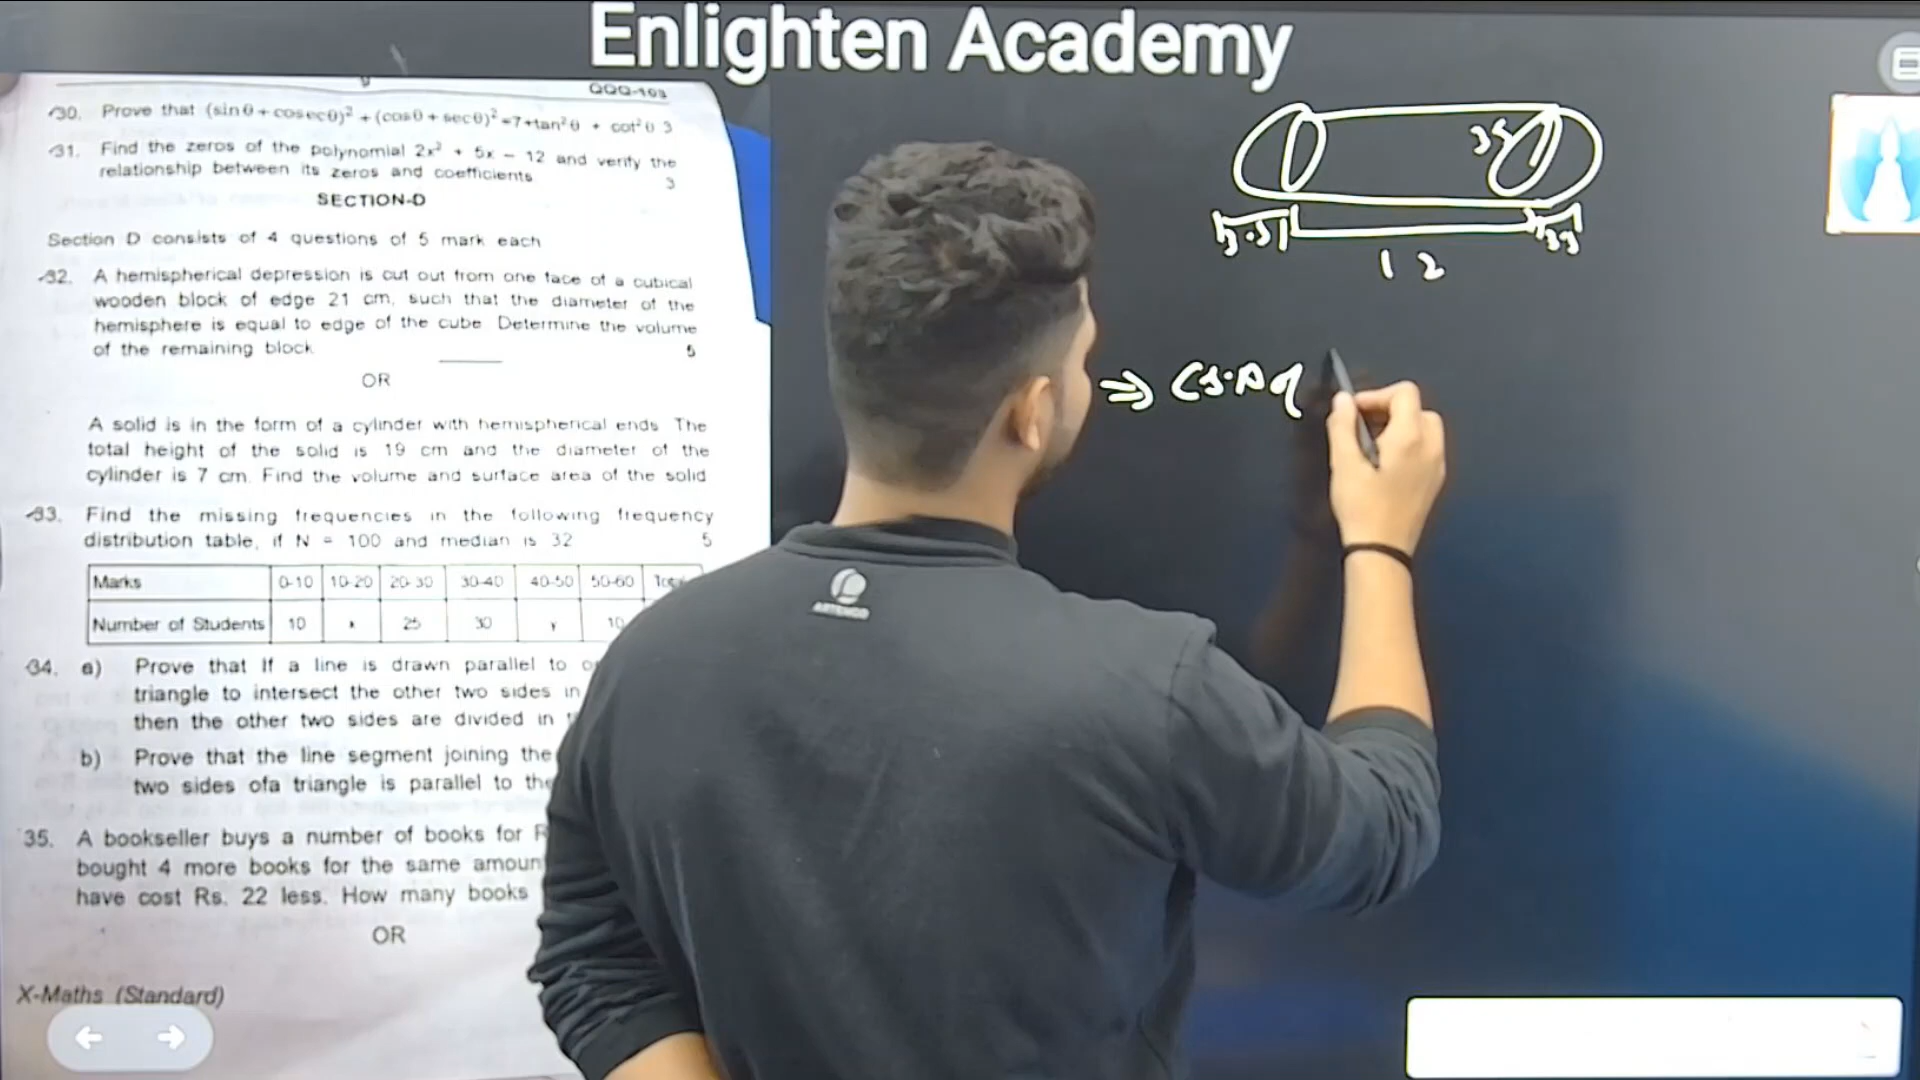 Enlighten Academy
QQQ-103
30. Prove that (sinθ+cosecθ)² +(cosθ+secθ)²=7+tan²θ + cot²θ 3
31. Find the zeros of the polynomial 2x² + 5x - 12 and verify the
relationship between its zeros and coefficients 3
SECTION-D
Section D consists of 4 questions of 5 mark each
32. A hemispherical depression is cut out from one face of a cubical
wooden block of edge 21 cm, such that the diameter of the
hemisphere is equal to edge of the cube Determine the volume
of the remaining block 5
OR
A solid is in the form of a cylinder with hemispherical ends The
total height of the solid is 19 cm and the diameter of the
cylinder is 7 cm. Find the volume and surface area of the solid
33. Find the missing frequencies in the following frequency
distribution table, if N = 100 and median is 32 5
Marks 0-10 10-20 20-30 30-40 40-50 50-60
Number of Students 10 x 25 30 y 10
34. a) Prove that If a line is drawn parallel to
triangle to intersect the other two sides in
then the other two sides are divided in
b) Prove that the line segment joining the
two sides ofa triangle is parallel to the
35. A bookseller buys a number of books for
bought 4 more books for the same amoun
have cost Rs. 22 less. How many books
OR
X-Maths (Standard)
35
3.5
12
⇒ CS.A of
ARTENGO